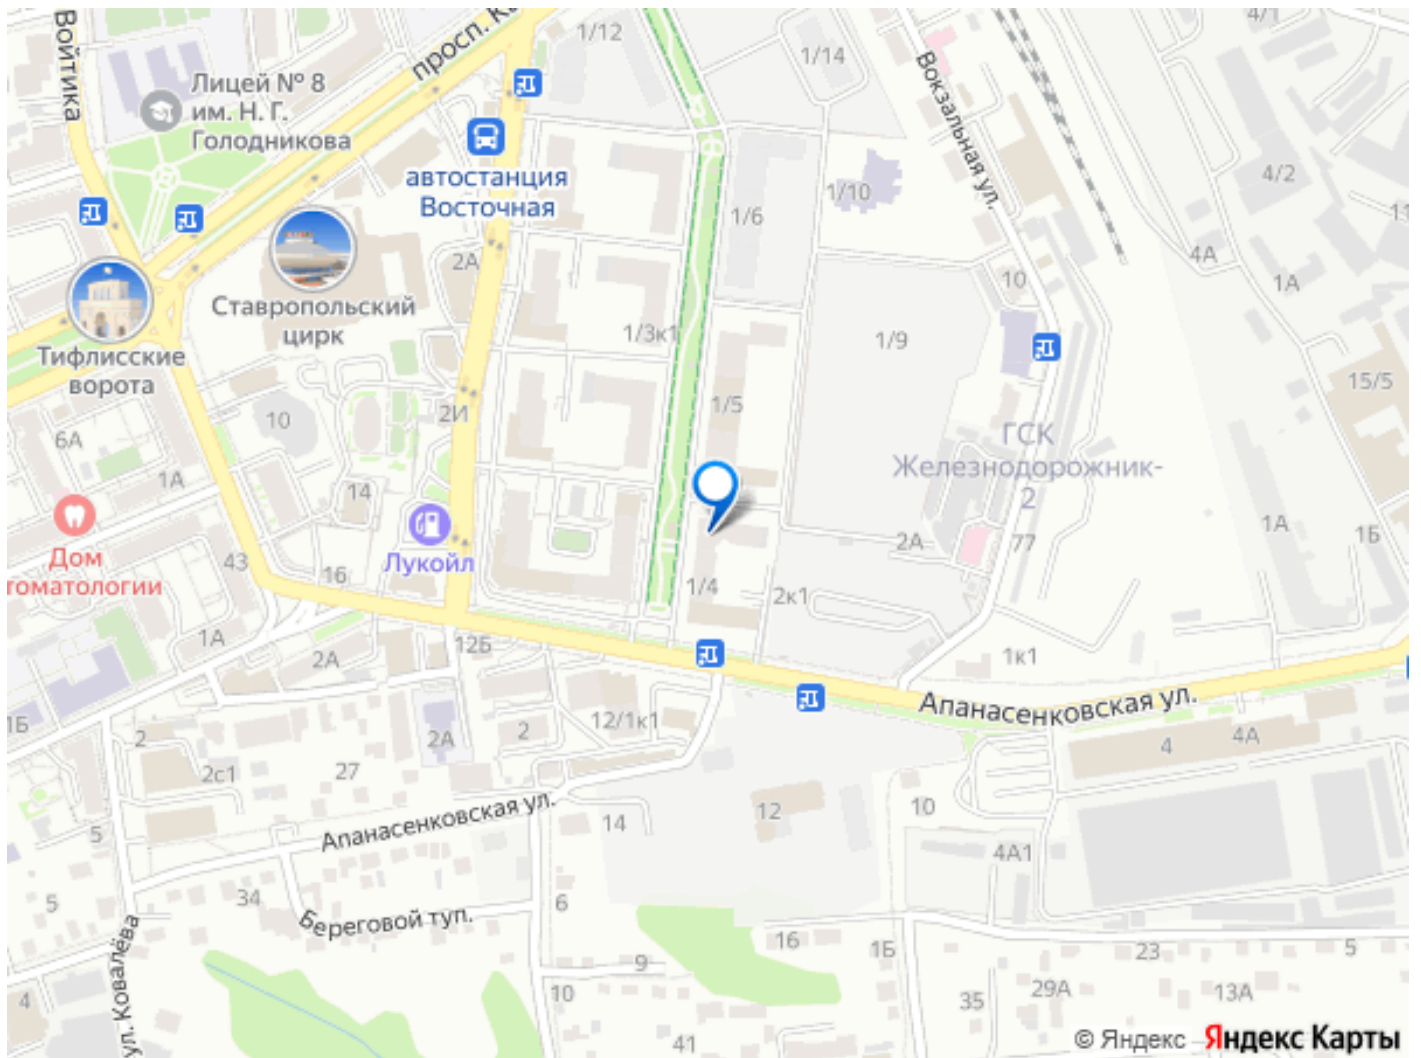 Войтика
просп. К
1/12
1/14
4/1
Лицей № 8
им. Н. Г.
Голодникова
Вокзальная ул.
автостанция
Восточная
4/2
1/10
1/6
11
2А
4А
1А
10
Ставропольский
цирк
1/3к1
1/9
Тифлисские
ворота
15/5
1/5
2И
10
6А
ГСК
Железнодорожник-
2
1А
14
1А
1Б
2А
77
Лукойл
Дом
томатологии
43
16
1/4
2к1
1А
2А
12Б
1к1
Апанасенковская ул.
1Б
2
2А
2
12/1к1
4
4А
2с1
27
12
10
5
Апанасенковская ул.
14
4А1
5
34
6
Береговой туп.
ул. Ковалёва
16
1Б
23
5
9
4
10
35
29А
13А
41
© Яндекс Яндекс Карты